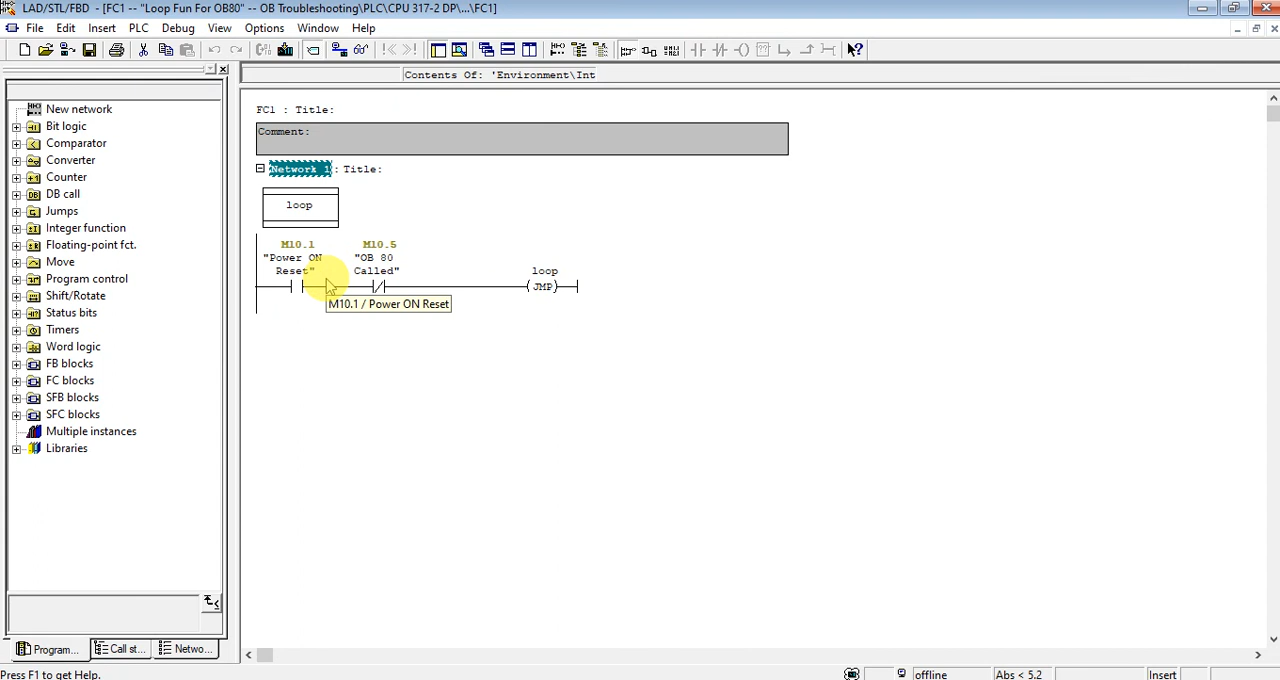 LAD/STL/FBD - [FC1 -- "Loop Fun For OB80" -- OB Troubleshooting\PLC\CPU 317-2 DP\...\FC1]
File Edit Insert PLC Debug View Options Window Help
Contents Of: 'Environment\Int
New network
Bit logic
Comparator
Converter
Counter
DB call
Jumps
Integer function
Floating-point fct.
Move
Program control
Shift/Rotate
Status bits
Timers
Word logic
FB blocks
FC blocks
SFB blocks
SFC blocks
Multiple instances
Libraries
FC1 : Title:
Comment:
Network 1: Title:
loop
M10.1 M10.5
"Power ON "OB 80
Reset" Called" loop
JMP
M10.1 / Power ON Reset
Program... Call st... Netwo...
Press F1 to get Help.
offline Abs < 5.2 Insert